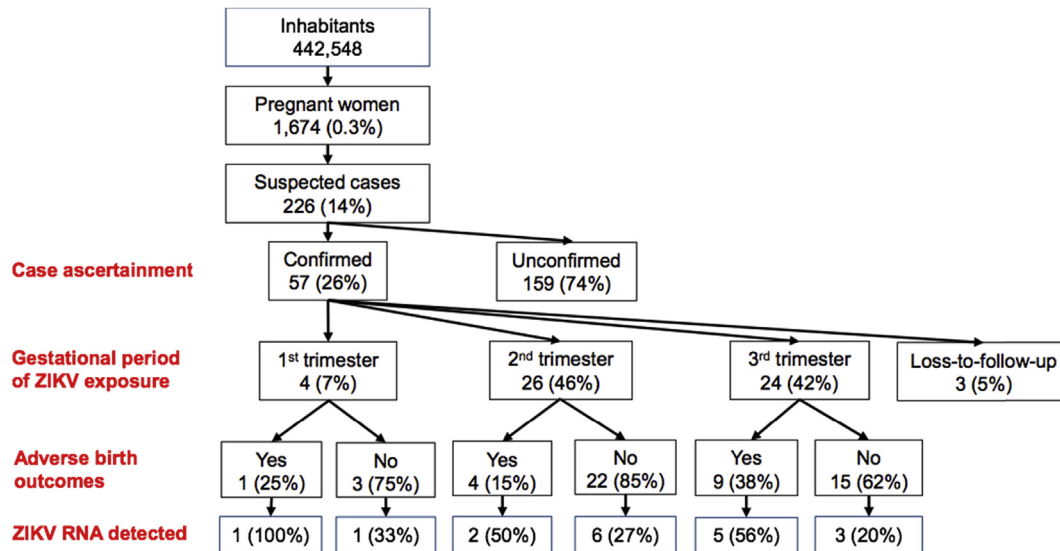 Inhabitants
442,548
Pregnant women
1,674 (0.3%)
Suspected cases
226 (14%)
Case ascertainment
Confirmed
57 (26%)
Unconfirmed
159 (74%)
Gestational period
of ZIKV exposure
1st trimester
4 (7%)
2nd trimester
26 (46%)
3rd trimester
24 (42%)
Loss-to-follow-up
3 (5%)
Adverse birth
outcomes
Yes
1 (25%)
No
3 (75%)
Yes
4 (15%)
No
22 (85%)
Yes
9 (38%)
No
15 (62%)
ZIKV RNA detected
1 (100%)
1 (33%)
2 (50%)
6 (27%)
5 (56%)
3 (20%)